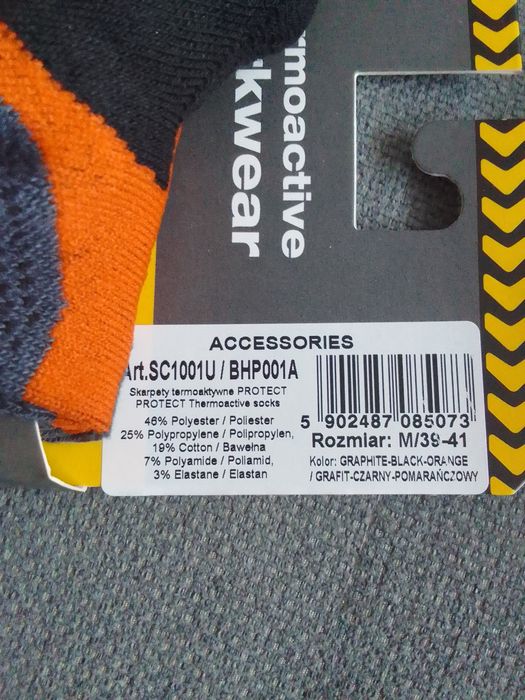 rmoactive
kwear
ACCESSORIES
Art.SC1001U / BHP001A
Skarpety termoaktywne PROTECT
PROTECT Thermoactive socks
46% Polyester / Poliester
25% Polypropylene / Polipropylen,
19% Cotton / Bawełna
7% Polyamide / Poliamid,
3% Elastane / Elastan
5 902487 085073
Rozmiar: M/39-41
Kolor: GRAPHITE-BLACK-ORANGE
/ GRAFIT-CZARNY-POMARAŃCZOWY